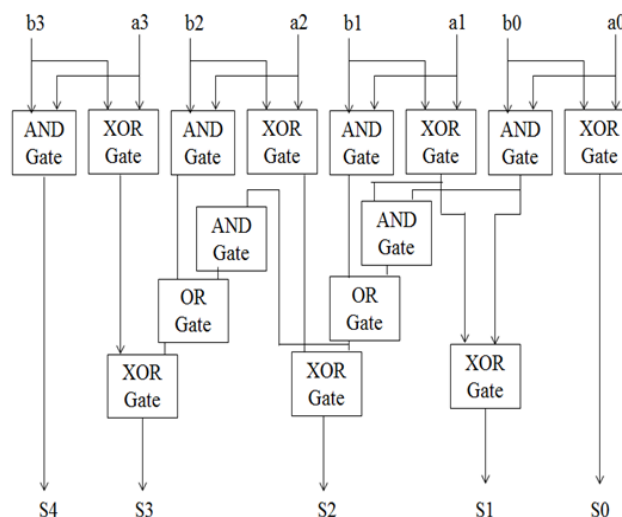 b3 a3 b2 a2 b1 a1 b0 a0
AND XOR AND XOR AND XOR AND XOR
Gate Gate Gate Gate Gate Gate Gate Gate
AND AND
Gate Gate
OR OR
Gate Gate
XOR XOR XOR
Gate Gate Gate
S4 S3 S2 S1 S0